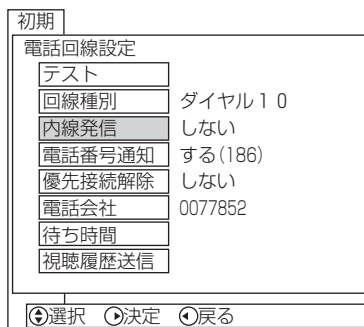 初期
電話回線設定
テスト
回線種別 ダイヤル10
内線発信 しない
電話番号通知 する(186)
優先接続解除 しない
電話会社 0077852
待ち時間
視聴履歴送信
選択 決定 戻る